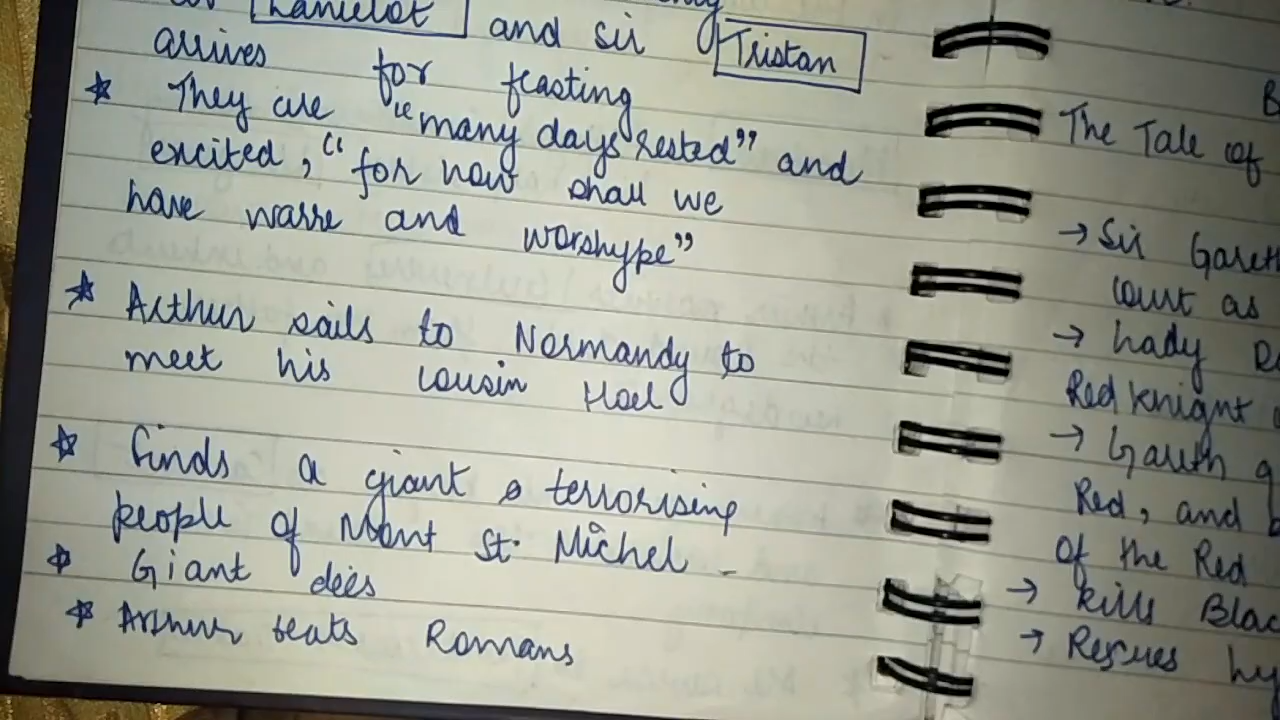 Lancelot and sir Tristan
arrives for feasting
☆ They are "many days rested" and
excited, "for now shall we
have warre and worshype"
☆ Arthur sails to Normandy to
meet his cousin Hoel
☆ finds a giant terrorising
people of Mont St. Michel
☆ Giant dies
☆ Arthur beats Romans
The Tale of
→ Sir Gareth
court as
→ Lady
Red Knight
→ Gareth
Red, and
of the Red
→ kills
→ Rescues